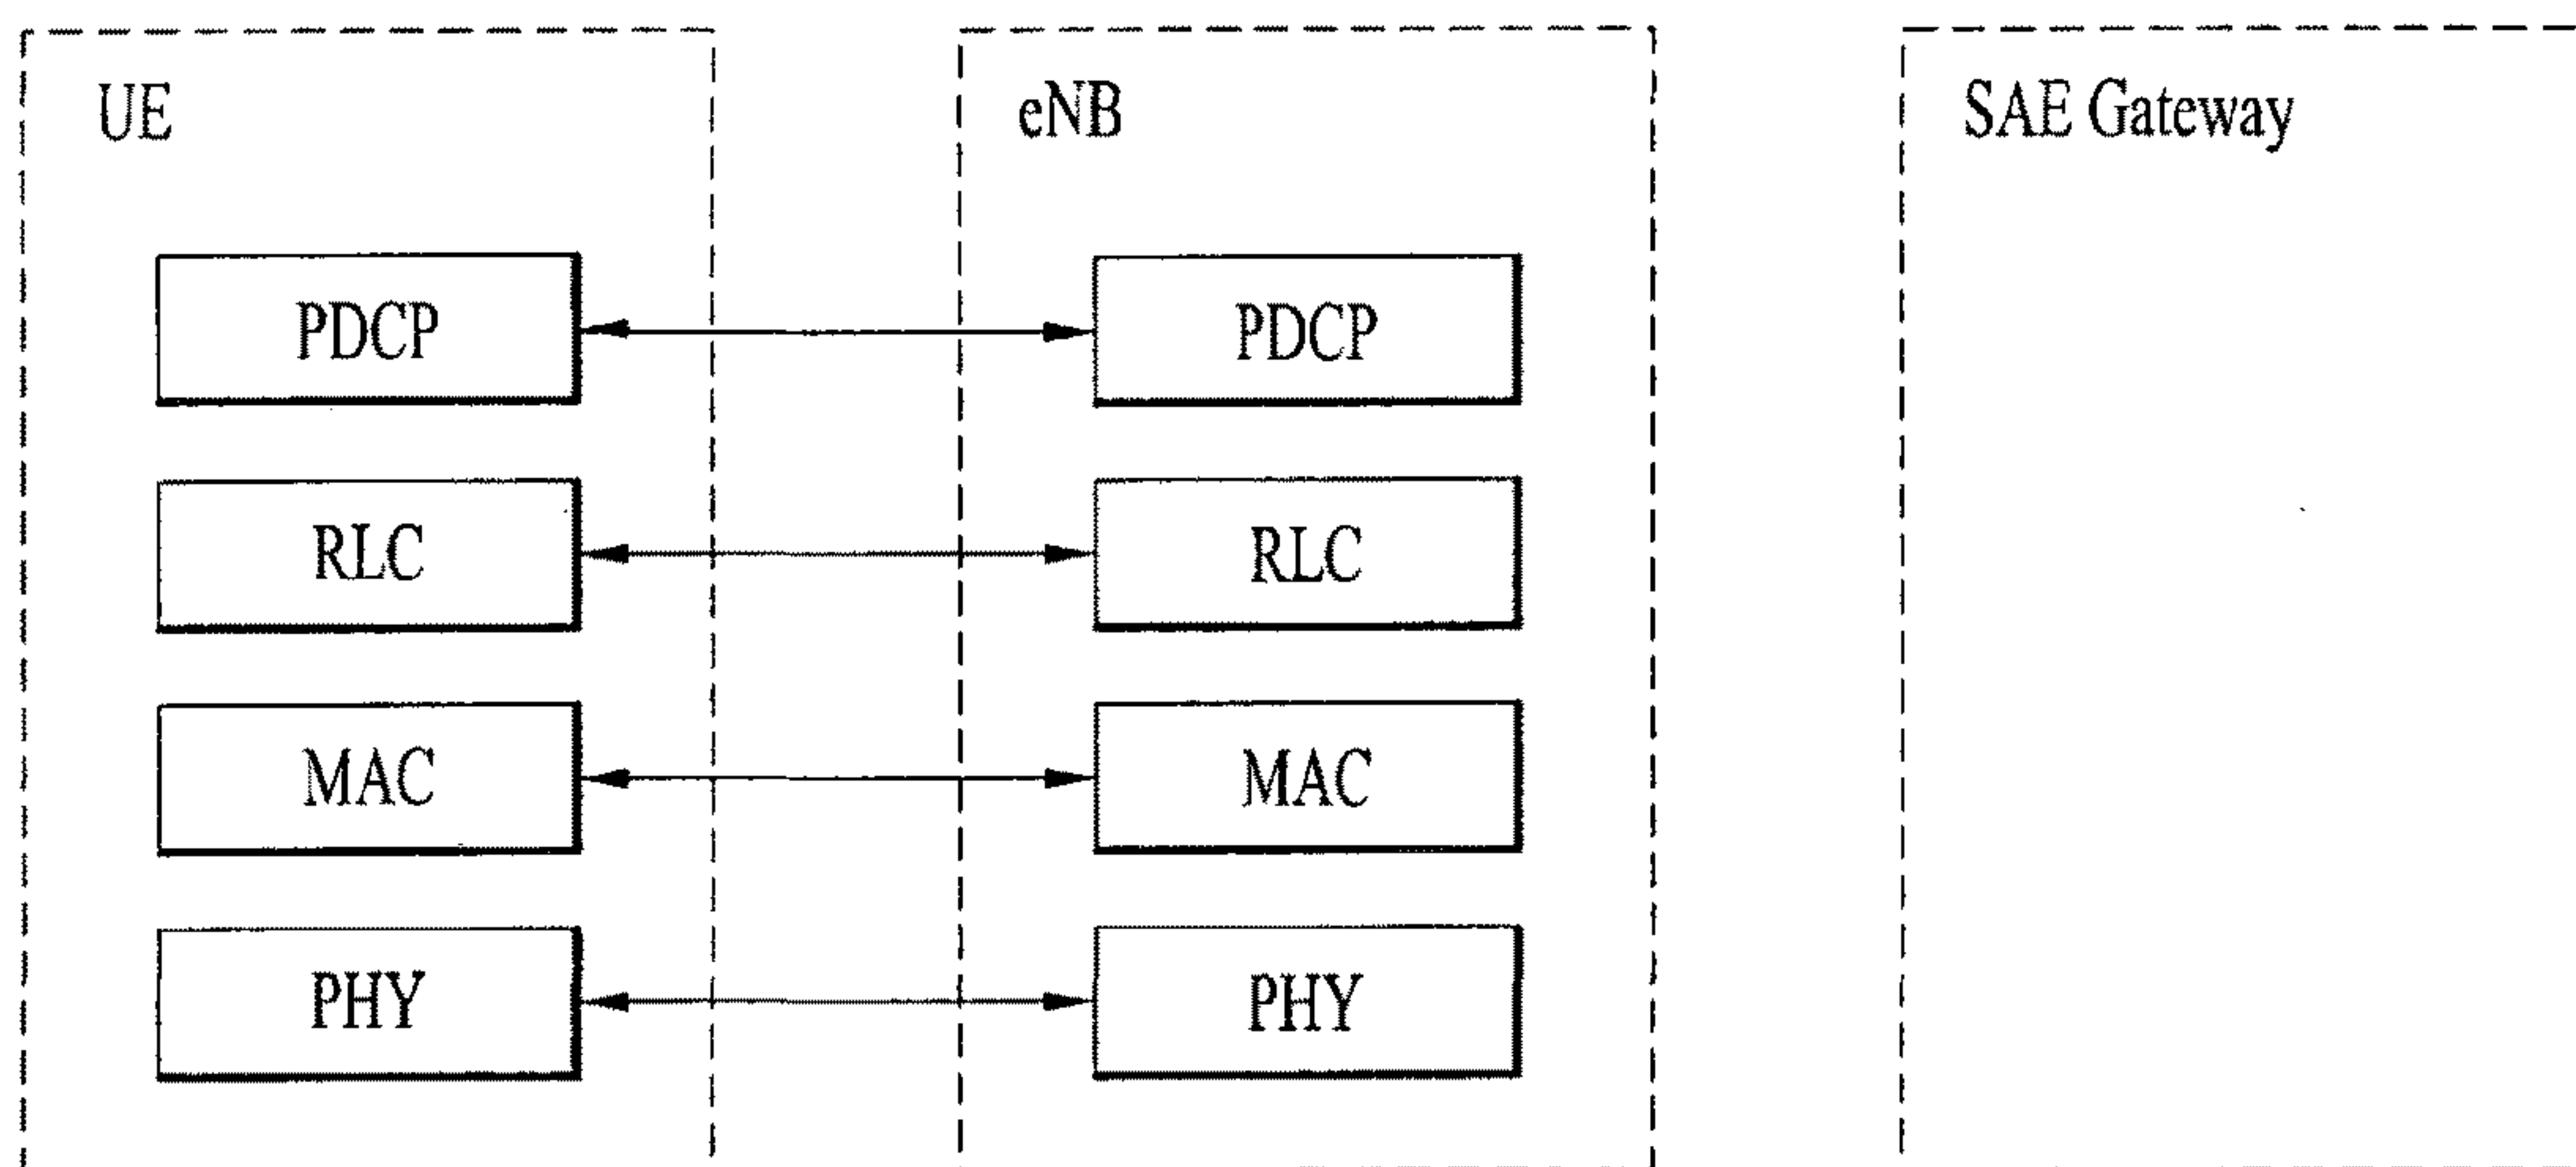 UE
eNB
SAE Gateway
PDCP
PDCP
RLC
RLC
MAC
MAC
PHY
PHY